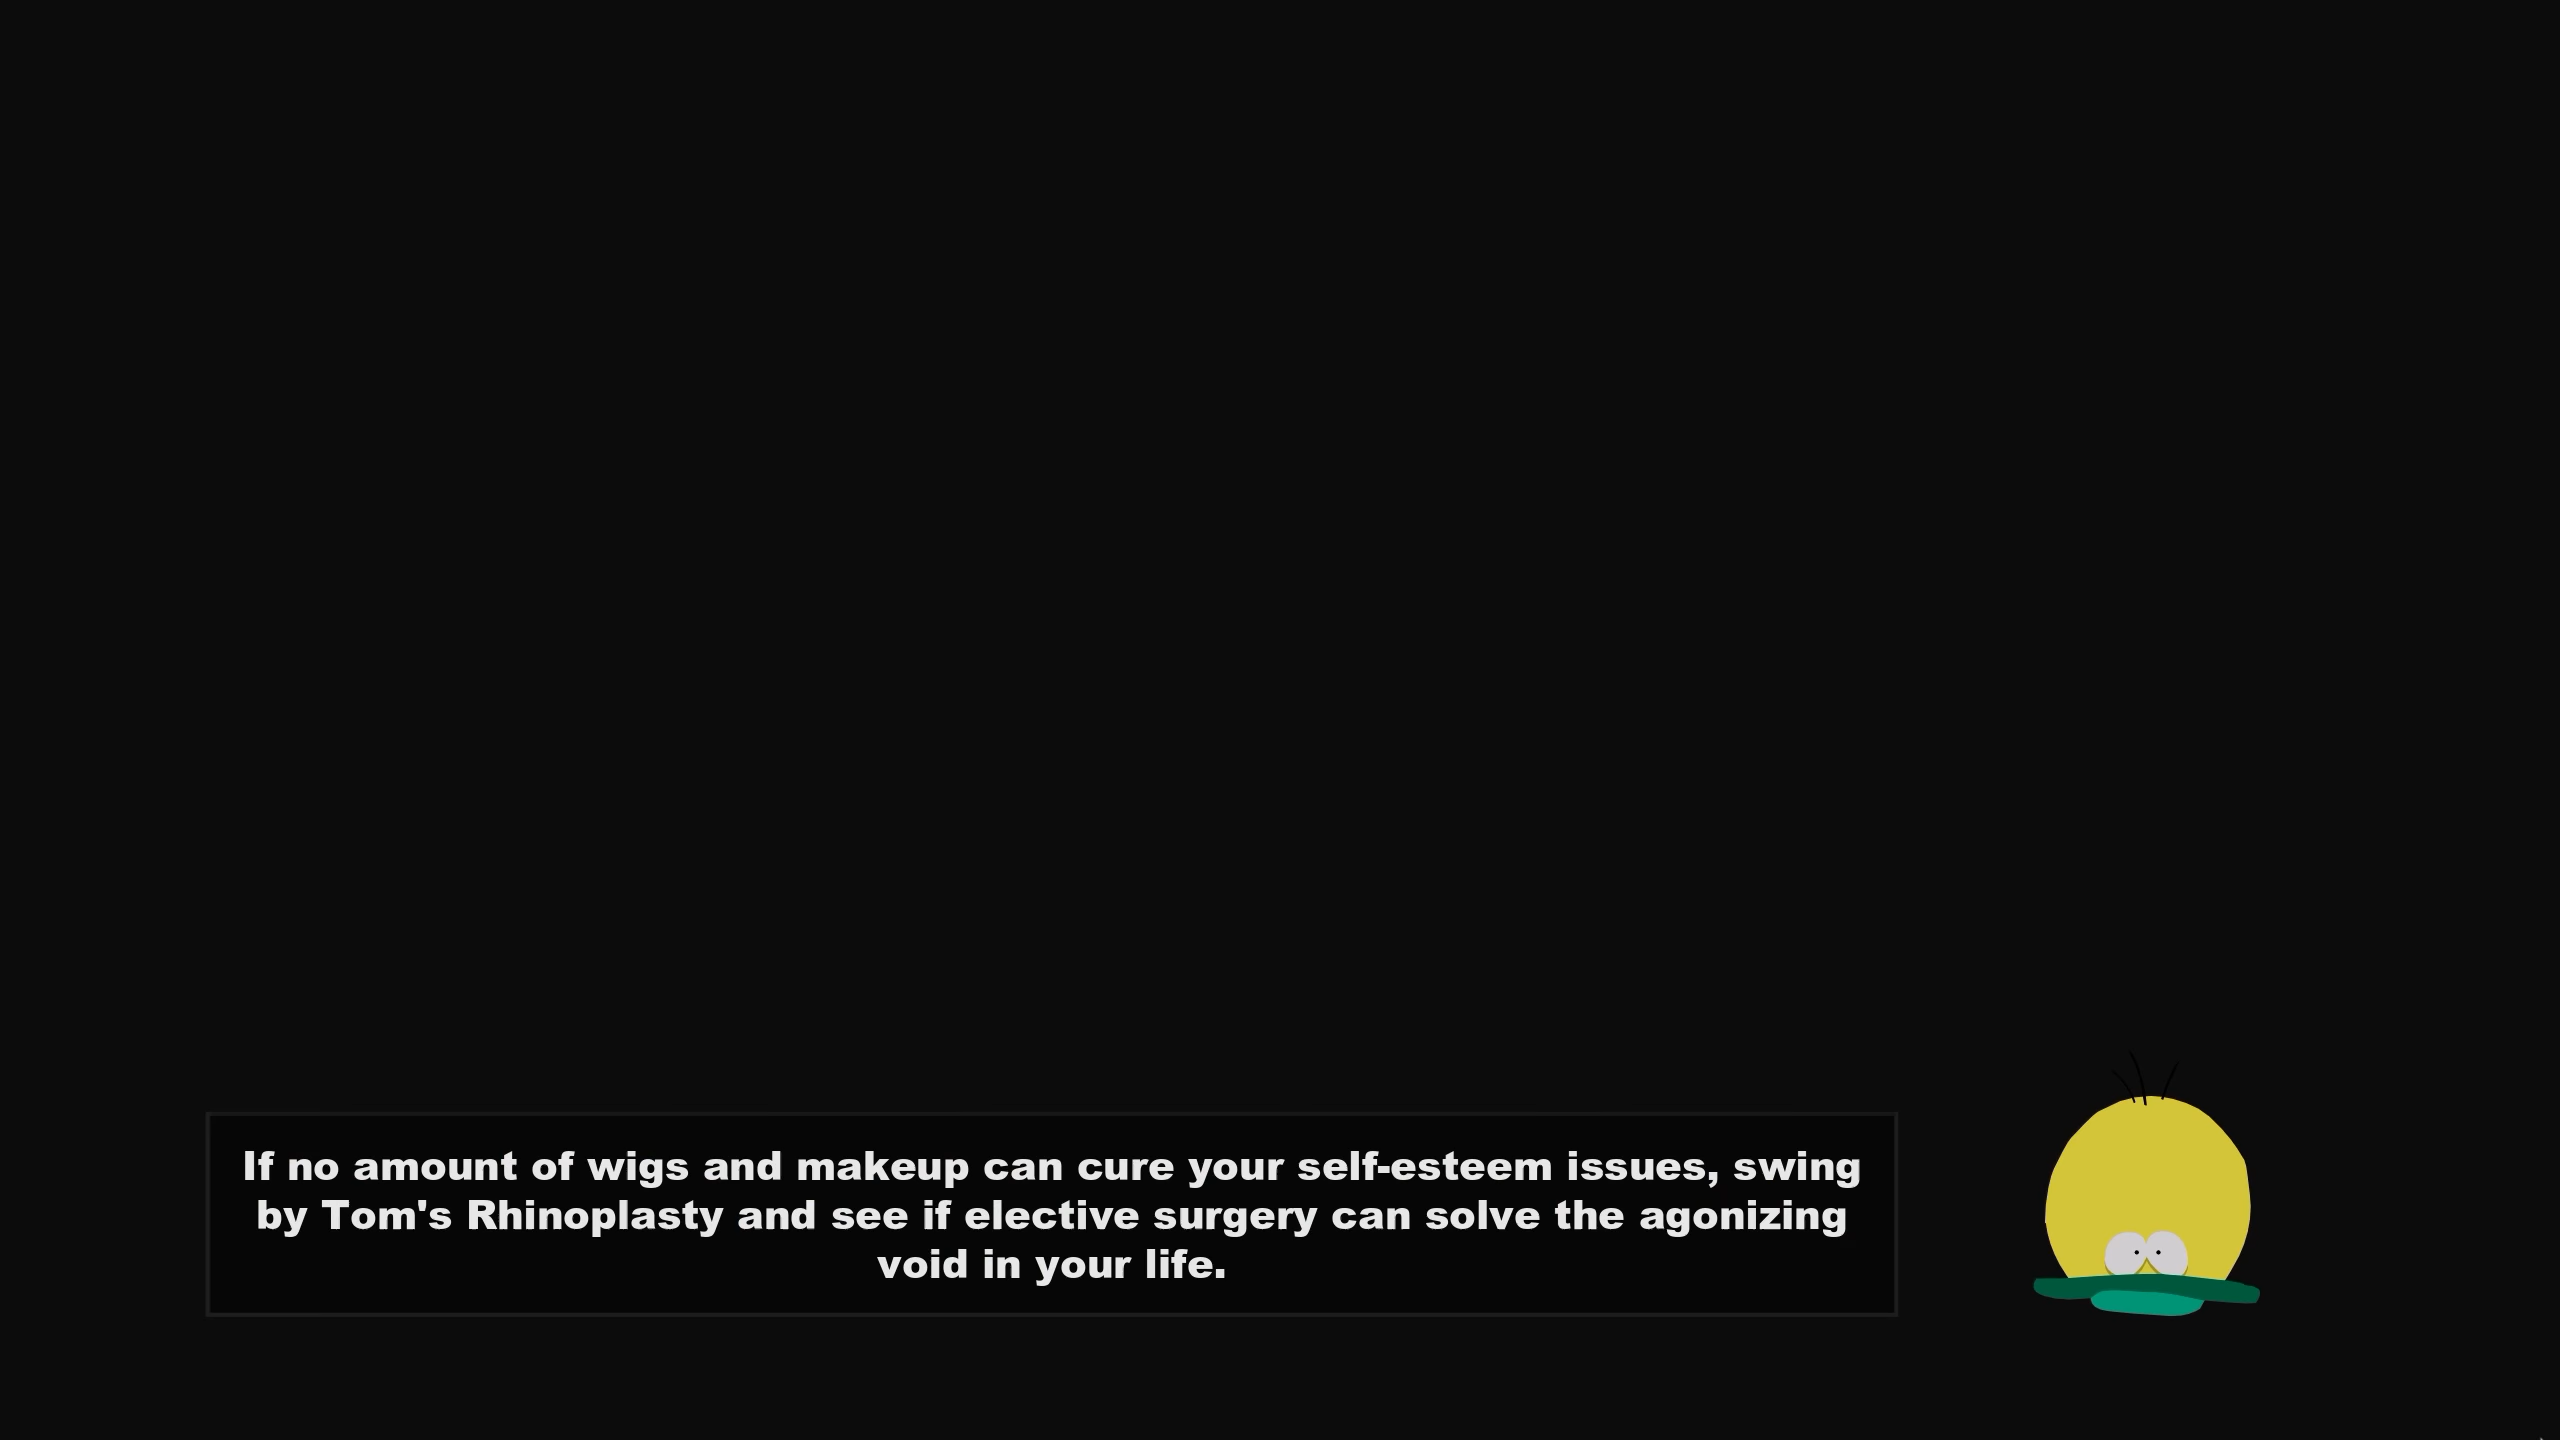 If no amount of wigs and makeup can cure your self-esteem issues, swing
by Tom's Rhinoplasty and see if elective surgery can solve the agonizing
void in your life.